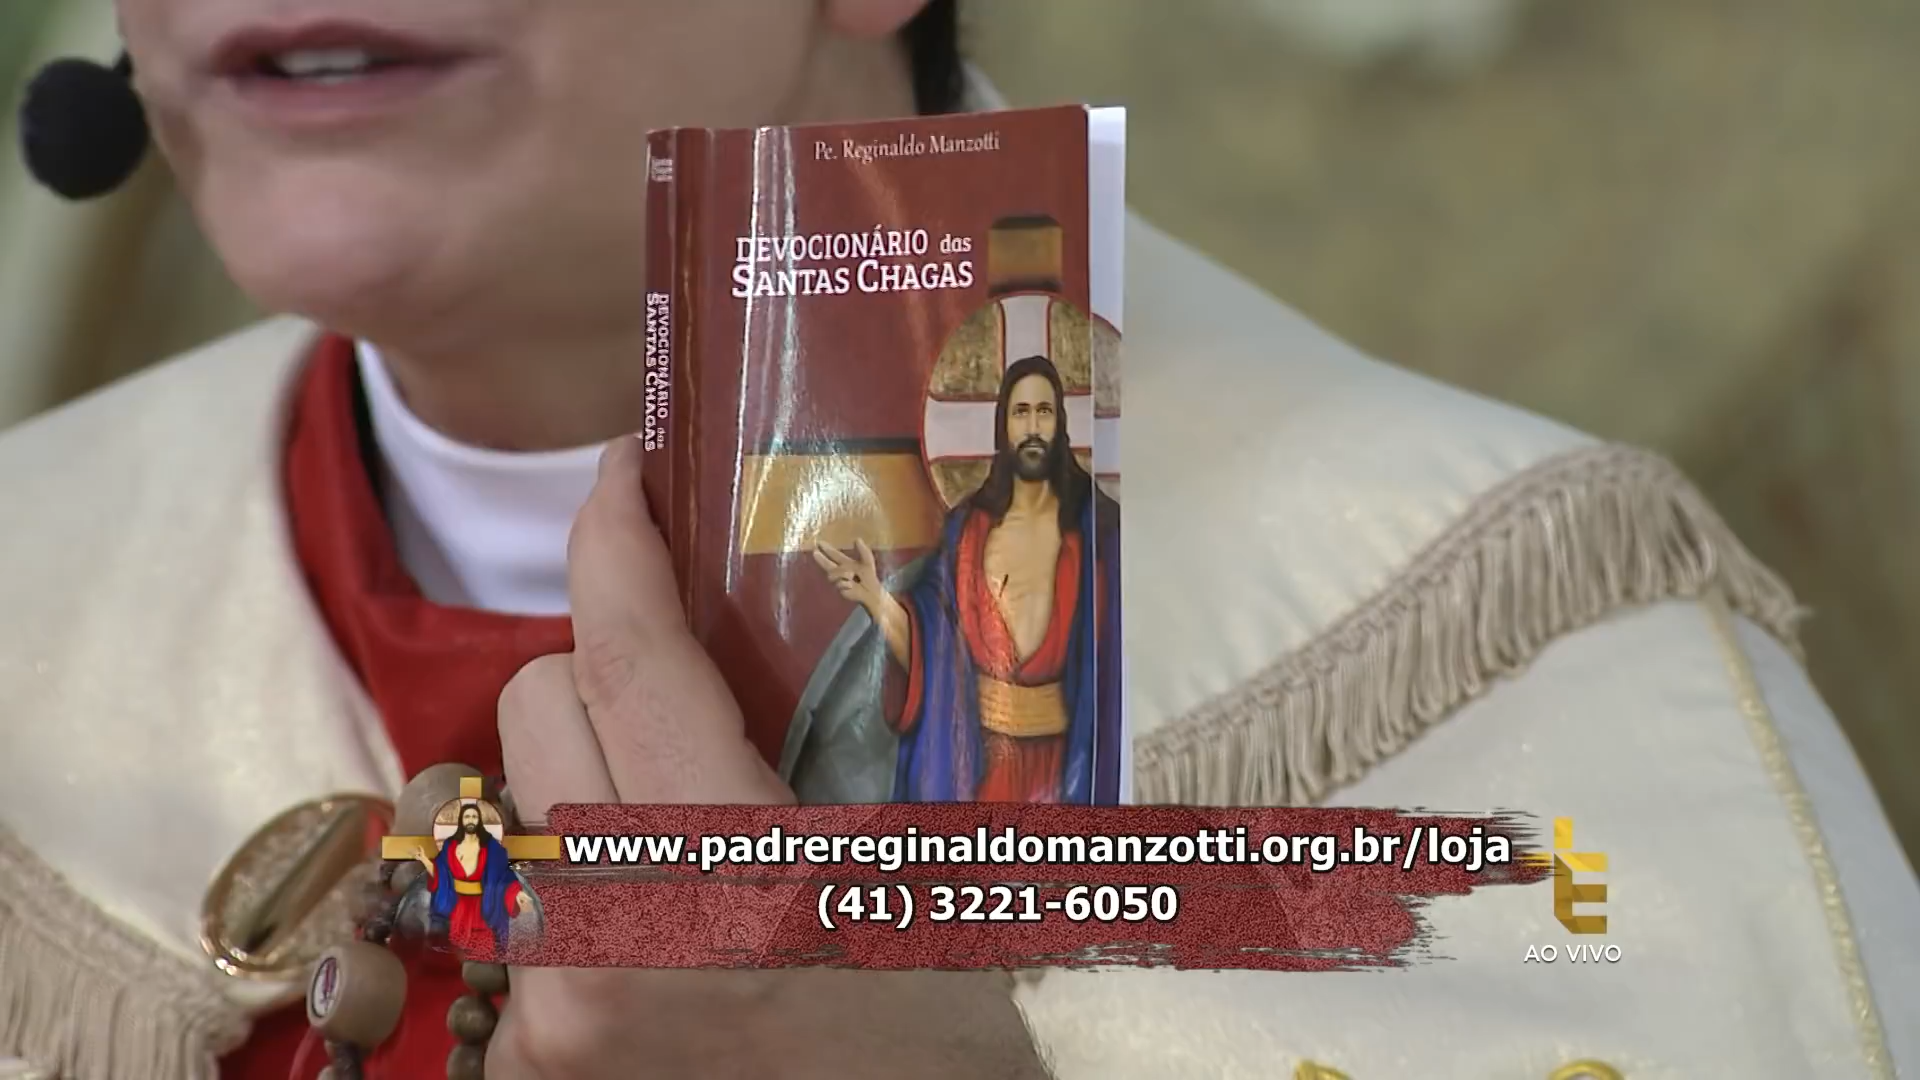 Pe. Reginaldo Manzotti
DEVOCIONÁRIO das
SANTAS CHAGAS
DEVOCIONÁRIO das
SANTAS CHAGAS
www.padrereginaldomanzotti.org.br/loja
(41) 3221-6050
AO VIVO